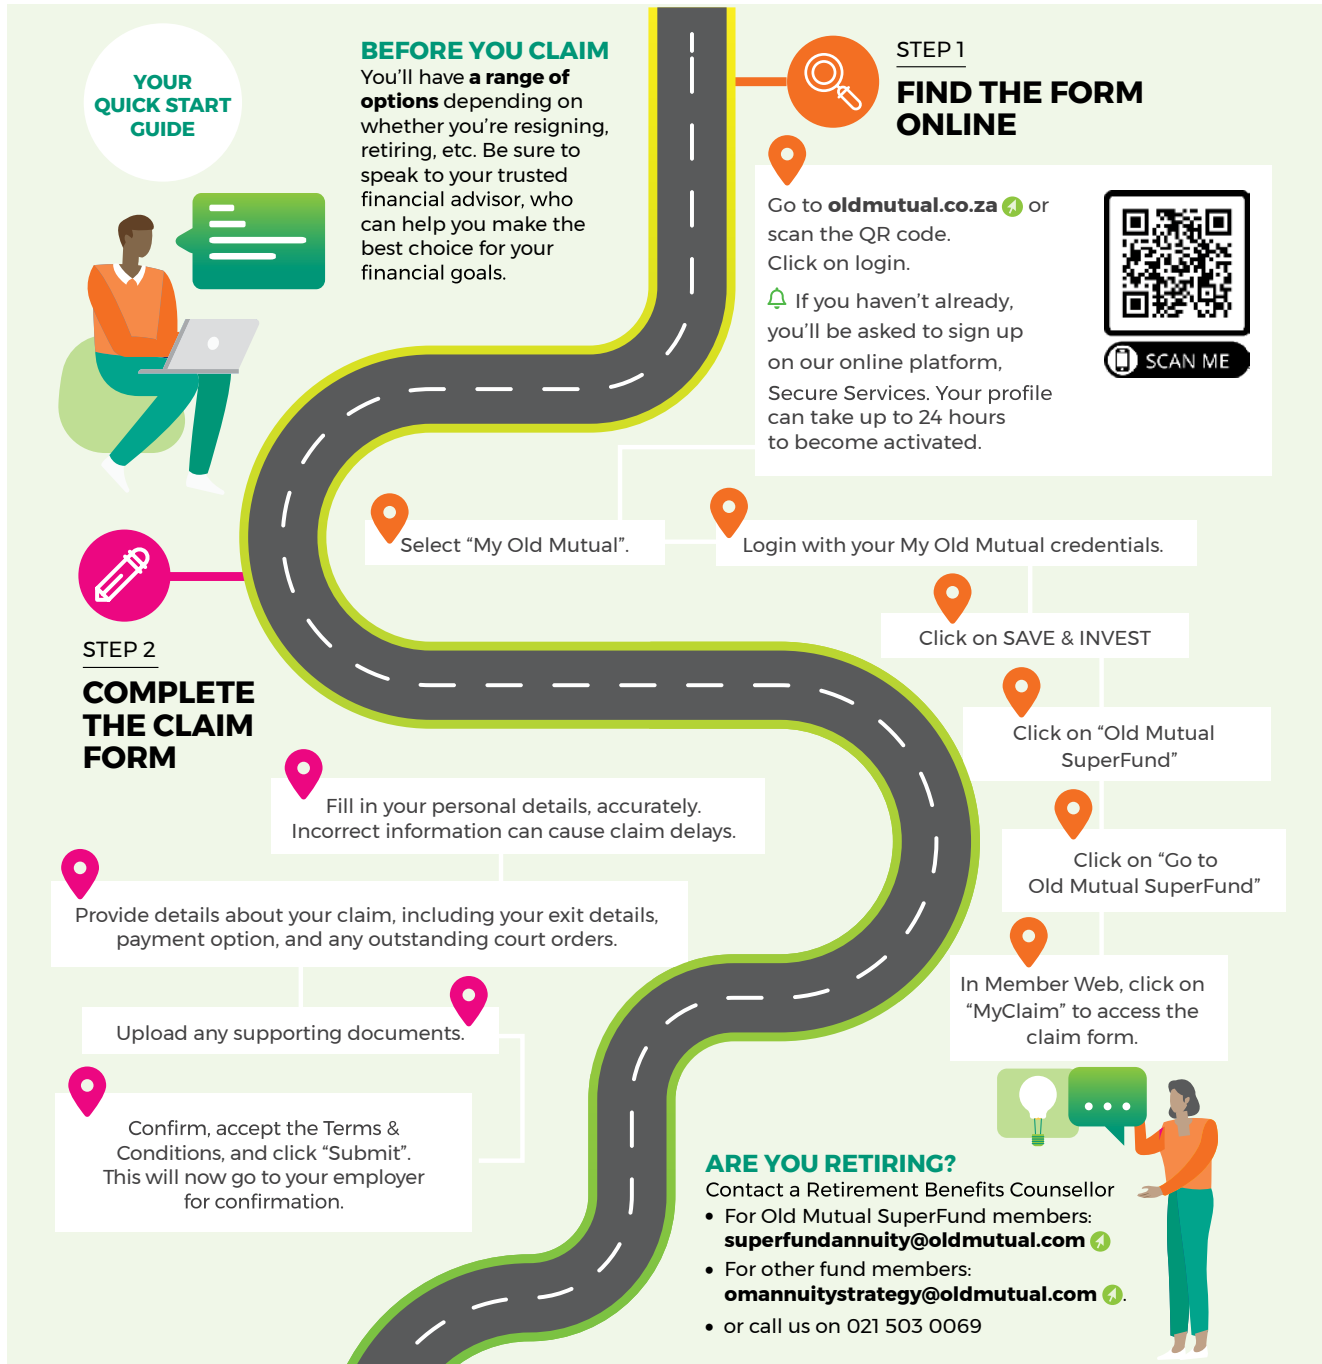 YOUR
QUICK START
GUIDE
BEFORE YOU CLAIM
You’ll have a range of
options depending on
whether you’re resigning,
retiring, etc. Be sure to
speak to your trusted
financial advisor, who
can help you make the
best choice for your
financial goals.
STEP 1
FIND THE FORM
ONLINE
Go to oldmutual.co.za or
scan the QR code.
Click on login.
If you haven’t already,
you’ll be asked to sign up
on our online platform,
Secure Services. Your profile
can take up to 24 hours
to become activated.
SCAN ME
Select “My Old Mutual”.
Login with your My Old Mutual credentials.
Click on SAVE & INVEST
Click on “Old Mutual
SuperFund”
Click on “Go to
Old Mutual SuperFund”
In Member Web, click on
“MyClaim” to access the
claim form.
STEP 2
COMPLETE
THE CLAIM
FORM
Fill in your personal details, accurately.
Incorrect information can cause claim delays.
Provide details about your claim, including your exit details,
payment option, and any outstanding court orders.
Upload any supporting documents.
Confirm, accept the Terms &
Conditions, and click “Submit”.
This will now go to your employer
for confirmation.
ARE YOU RETIRING?
Contact a Retirement Benefits Counsellor
• For Old Mutual SuperFund members:
superfundannuity@oldmutual.com
• For other fund members:
omannuitystrategy@oldmutual.com.
• or call us on 021 503 0069